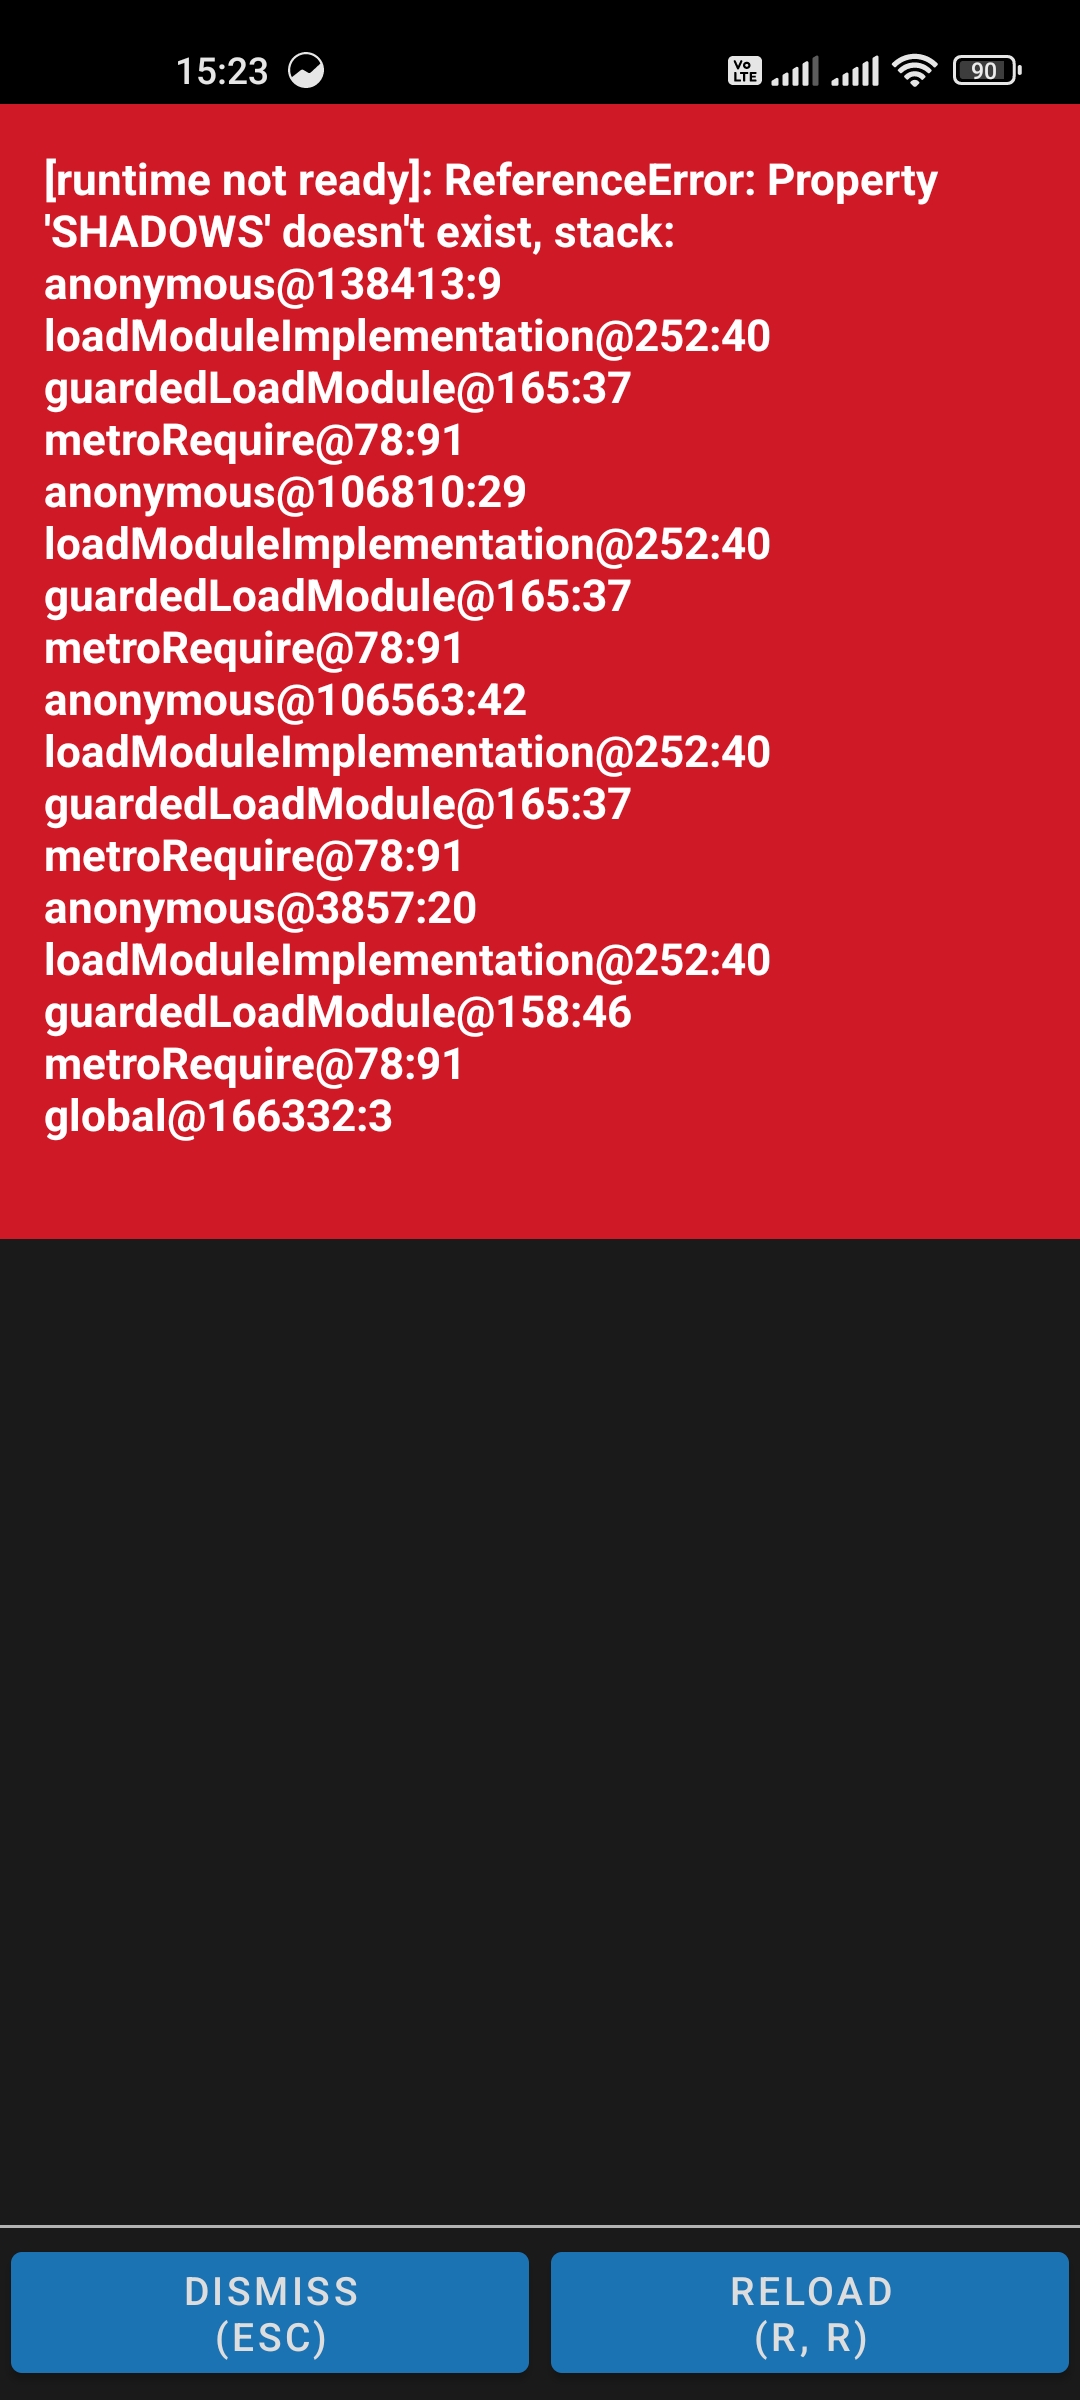 15:23
Vo LTE
90
[runtime not ready]: ReferenceError: Property
'SHADOWS' doesn't exist, stack:
anonymous@138413:9
loadModuleImplementation@252:40
guardedLoadModule@165:37
metroRequire@78:91
anonymous@106810:29
loadModuleImplementation@252:40
guardedLoadModule@165:37
metroRequire@78:91
anonymous@106563:42
loadModuleImplementation@252:40
guardedLoadModule@165:37
metroRequire@78:91
anonymous@3857:20
loadModuleImplementation@252:40
guardedLoadModule@158:46
metroRequire@78:91
global@166332:3
DISMISS
(ESC)
RELOAD
(R, R)